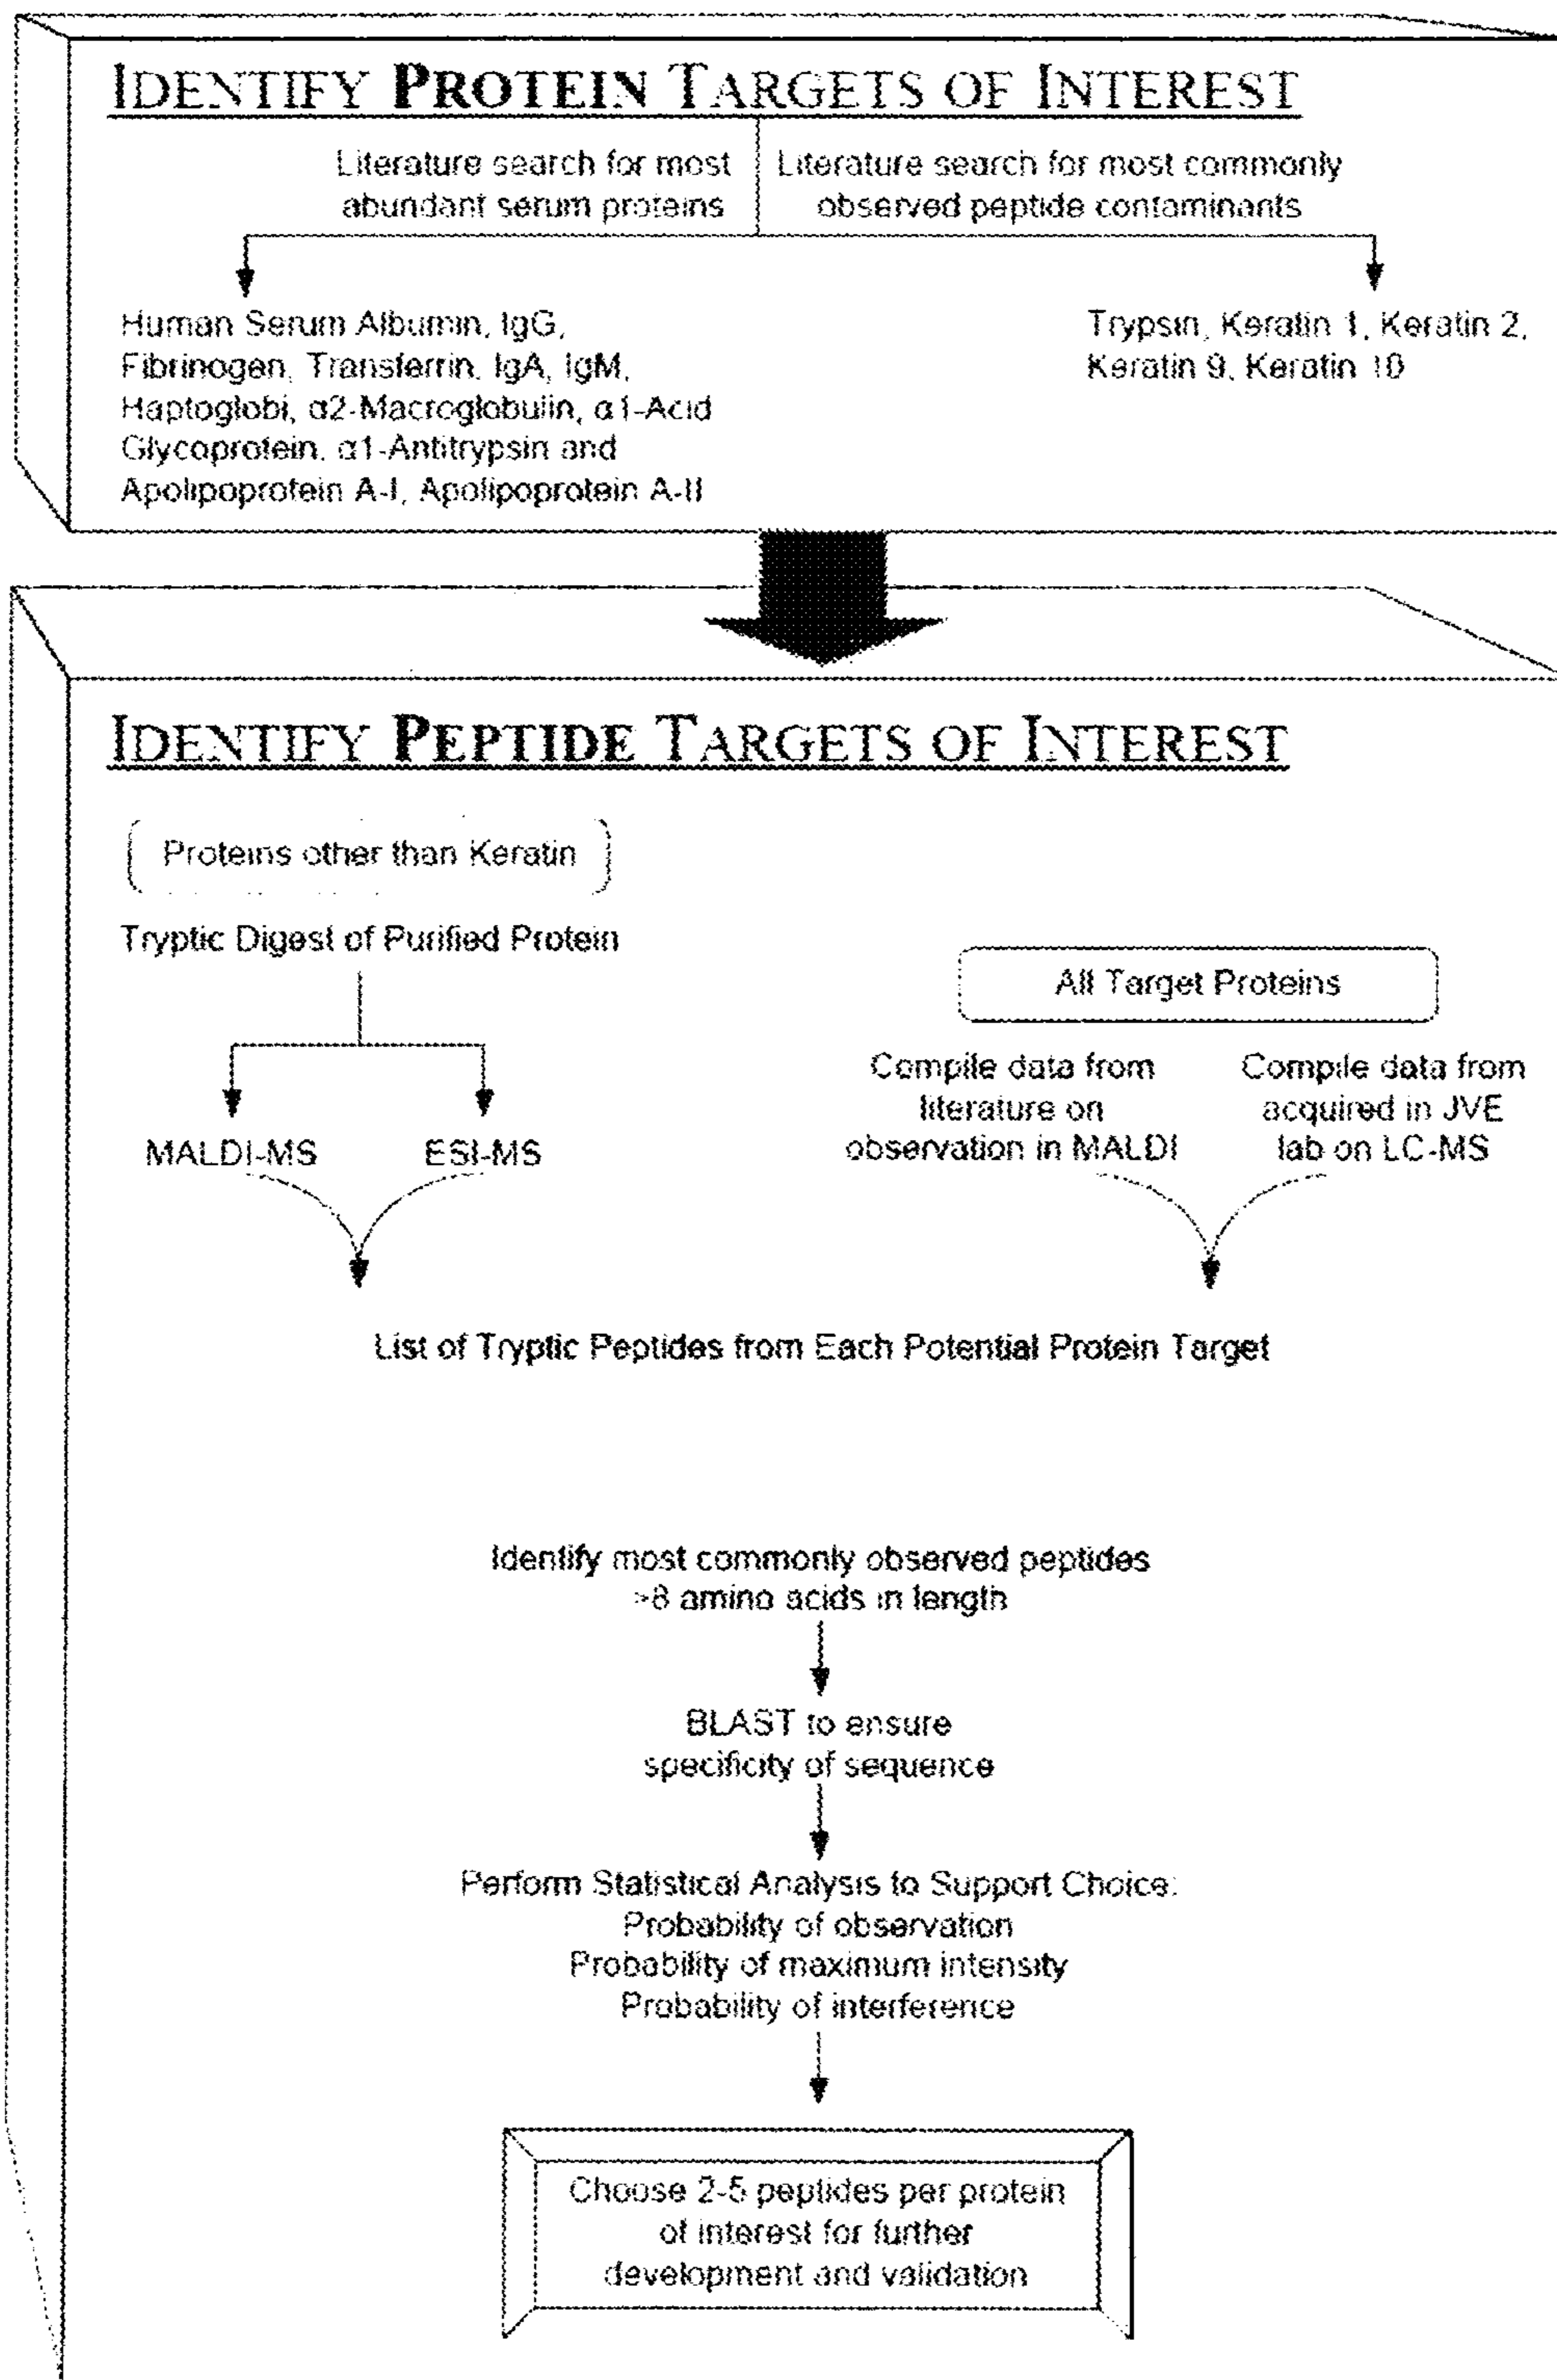 IDENTIFY PROTEIN TARGETS OF INTEREST
Literature search for most
abundant serum proteins
Literature search for most commonly
observed peptide contaminants
Human Serum Albumin, IgG,
Fibrinogen, Transferrin, IgA, IgM,
Haptoglobi, α2-Macroglobulin, α1-Acid
Glycoprotein, α1-Antitrypsin and
Apolipoprotein A-I, Apolipoprotein A-II
Trypsin, Keratin 1, Keratin 2,
Keratin 9, Keratin 10
IDENTIFY PEPTIDE TARGETS OF INTEREST
Proteins other than Keratin
Tryptic Digest of Purified Protein
MALDI-MS
ESI-MS
All Target Proteins
Compile data from
literature on
observation in MALDI
Compile data from
acquired in JVE
lab on LC-MS
List of Tryptic Peptides from Each Potential Protein Target
Identify most commonly observed peptides
>8 amino acids in length
BLAST to ensure
specificity of sequence
Perform Statistical Analysis to Support Choice:
Probability of observation
Probability of maximum intensity
Probability of interference
Choose 2-5 peptides per protein
of interest for further
development and validation